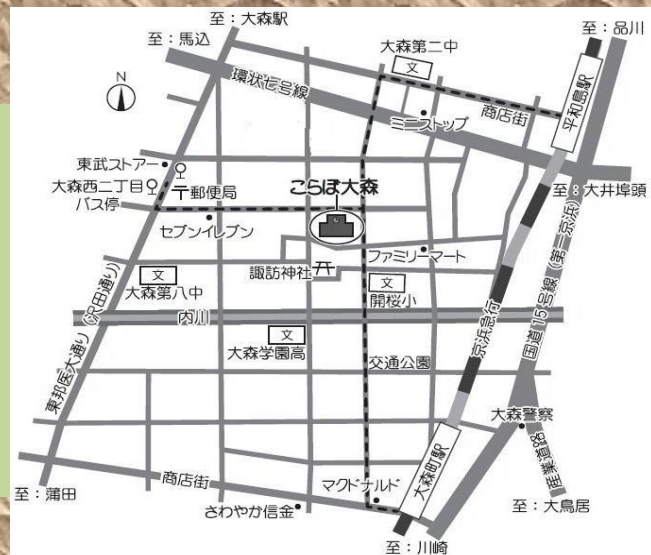 至：大森駅
至：品川
至：馬込
大森第二中
文
N
環状七号線
商店街
平和島駅
ミニストップ
東武ストアー
大森西二丁目
バス停
〒郵便局
こらぼ大森
至：大井埠頭
セブンイレブン
ファミリーマート
諏訪神社
文
大森第八中
文
開桜小
国道15号線（第一京浜）
京浜急行
内川
文
大森学園高
東邦医大通り（沢田通り）
交通公園
大森警察
産業道路
大森町駅
商店街
マクドナルド
至：蒲田
さわやか信金
至：大鳥居
至：川崎